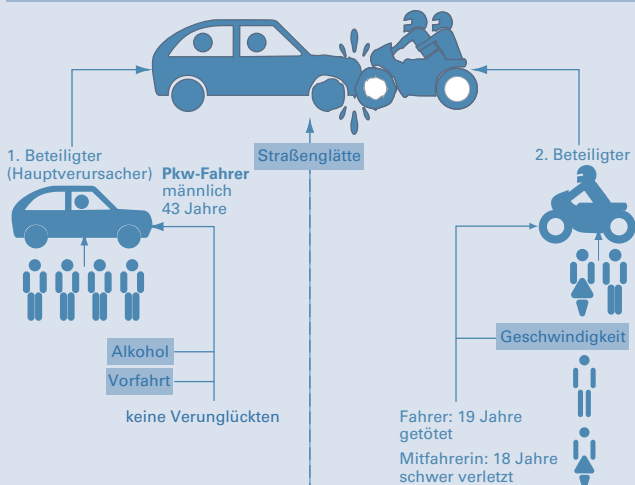 1. Beteiligter
(Hauptverursacher)
Pkw-Fahrer
männlich
43 Jahre
Straßenglätte
2. Beteiligter
Alkohol
Vorfahrt
keine Verunglückten
Geschwindigkeit
Fahrer: 19 Jahre
getötet
Mitfahrerin: 18 Jahre
schwer verletzt